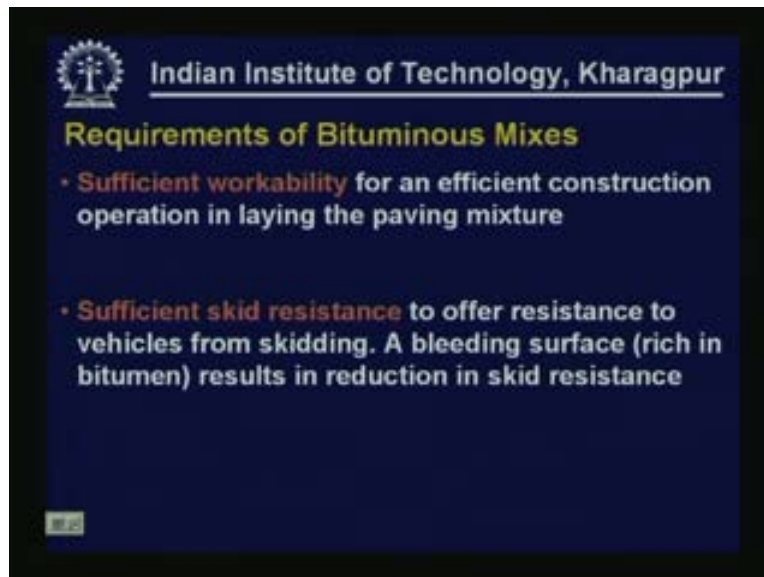 Indian Institute of Technology, Kharagpur
Requirements of Bituminous Mixes
• Sufficient workability for an efficient construction
operation in laying the paving mixture
• Sufficient skid resistance to offer resistance to
vehicles from skidding. A bleeding surface (rich in
bitumen) results in reduction in skid resistance